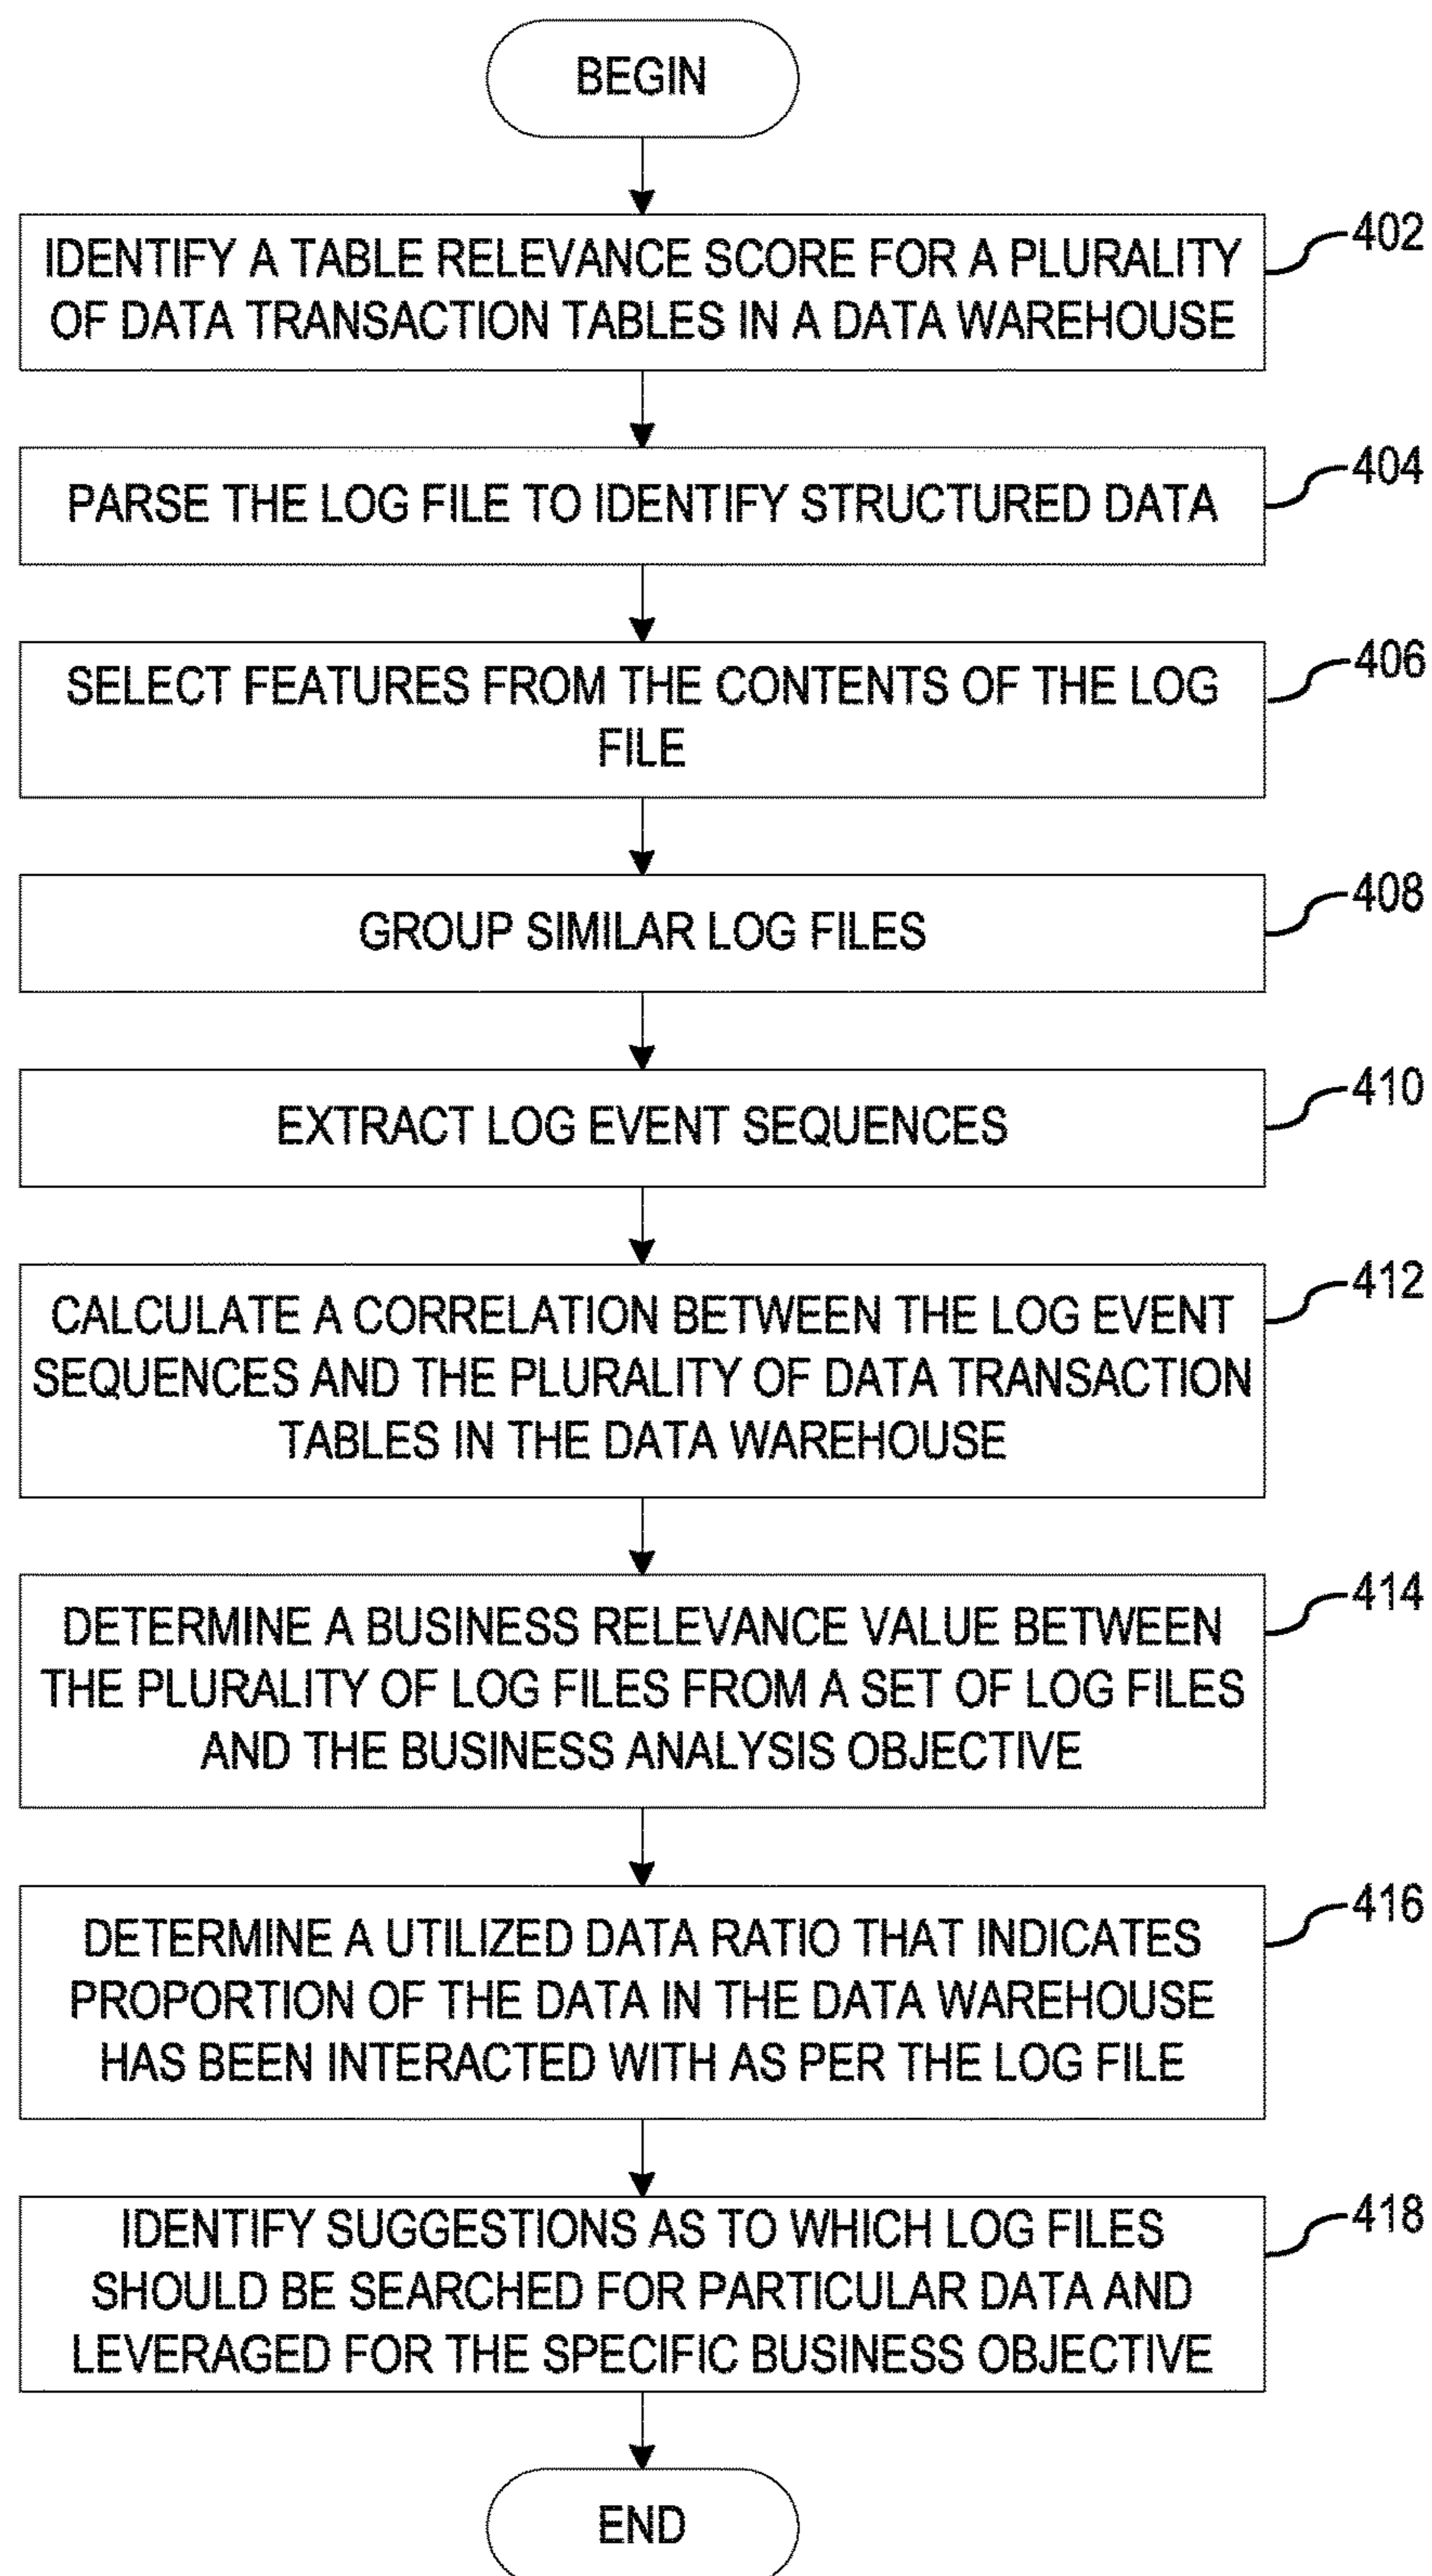 BEGIN
IDENTIFY A TABLE RELEVANCE SCORE FOR A PLURALITY
OF DATA TRANSACTION TABLES IN A DATA WAREHOUSE
402
PARSE THE LOG FILE TO IDENTIFY STRUCTURED DATA
404
SELECT FEATURES FROM THE CONTENTS OF THE LOG
FILE
406
GROUP SIMILAR LOG FILES
408
EXTRACT LOG EVENT SEQUENCES
410
CALCULATE A CORRELATION BETWEEN THE LOG EVENT
SEQUENCES AND THE PLURALITY OF DATA TRANSACTION
TABLES IN THE DATA WAREHOUSE
412
DETERMINE A BUSINESS RELEVANCE VALUE BETWEEN
THE PLURALITY OF LOG FILES FROM A SET OF LOG FILES
AND THE BUSINESS ANALYSIS OBJECTIVE
414
DETERMINE A UTILIZED DATA RATIO THAT INDICATES
PROPORTION OF THE DATA IN THE DATA WAREHOUSE
HAS BEEN INTERACTED WITH AS PER THE LOG FILE
416
IDENTIFY SUGGESTIONS AS TO WHICH LOG FILES
SHOULD BE SEARCHED FOR PARTICULAR DATA AND
LEVERAGED FOR THE SPECIFIC BUSINESS OBJECTIVE
418
END